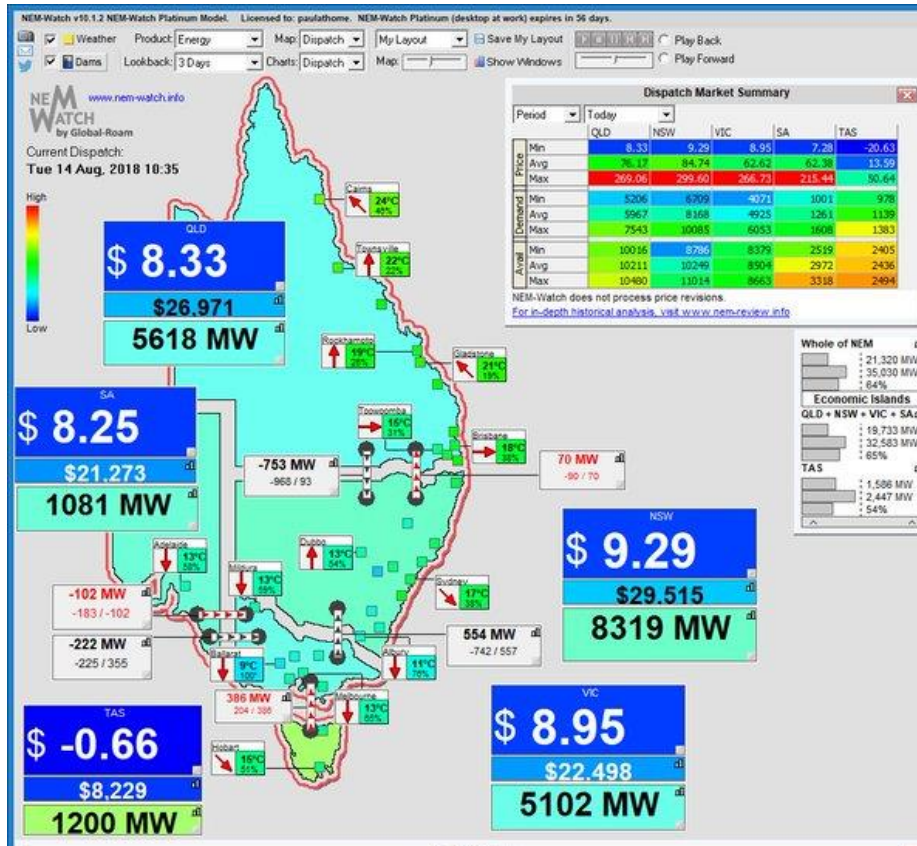 NEM-Watch v10.1.2 NEM-Watch Platinum Model. Licensed to: paulathome. NEM-Watch Platinum (desktop at work) expires in 56 days.
Weather Product: Energy Map: Dispatch My Layout Save My Layout Play Back
Dams Lookback: 3 Days Charts: Dispatch Map: Show Windows Play Forward
NEM WATCH
by Global-Roam
www.nem-watch.info
Current Dispatch:
Tue 14 Aug, 2018 10:35
High
Low
Dispatch Market Summary
Period Today
QLD NSW VIC SA TAS
Price
Min 8.33 9.29 8.95 7.28 -20.63
Avg 76.17 84.74 62.62 62.38 13.59
Max 269.06 299.60 266.73 215.44 50.64
Demand
Min 5206 6709 4071 1001 978
Avg 5967 8168 4925 1261 1139
Max 7543 10085 6053 1608 1383
Avail
Min 10016 8786 8379 2519 2405
Avg 10211 10249 8504 2972 2436
Max 10480 11014 8663 3318 2494
NEM-Watch does not process price revisions.
For in-depth historical analysis, visit www.nem-review.info
Whole of NEM
21,320 MW
35,030 MW
64%
Economic Islands
QLD + NSW + VIC + SA
19,733 MW
32,583 MW
65%
TAS
1,586 MW
2,447 MW
54%
QLD
$ 8.33
$26.971
5618 MW
SA
$ 8.25
$21.273
1081 MW
NSW
$ 9.29
$29.515
8319 MW
VIC
$ 8.95
$22.498
5102 MW
TAS
$ -0.66
$8,229
1200 MW
Cairns
24°C
Townsville
22°C
22%
19°C
Gladstone
21°C
19%
Toowoomba
15°C
31%
Brisbane
18°C
38%
-753 MW
-968 / 93
70 MW
-90 / 70
Adelaide
13°C
Mildura
13°C
59%
Dubbo
13°C
54%
Sydney
17°C
38%
-102 MW
-183 / -102
-222 MW
-225 / 355
554 MW
-742 / 557
Ballarat
9°C
Albury
11°C
76%
386 MW
204 / 386
Melbourne
13°C
Hobart
15°C
51%